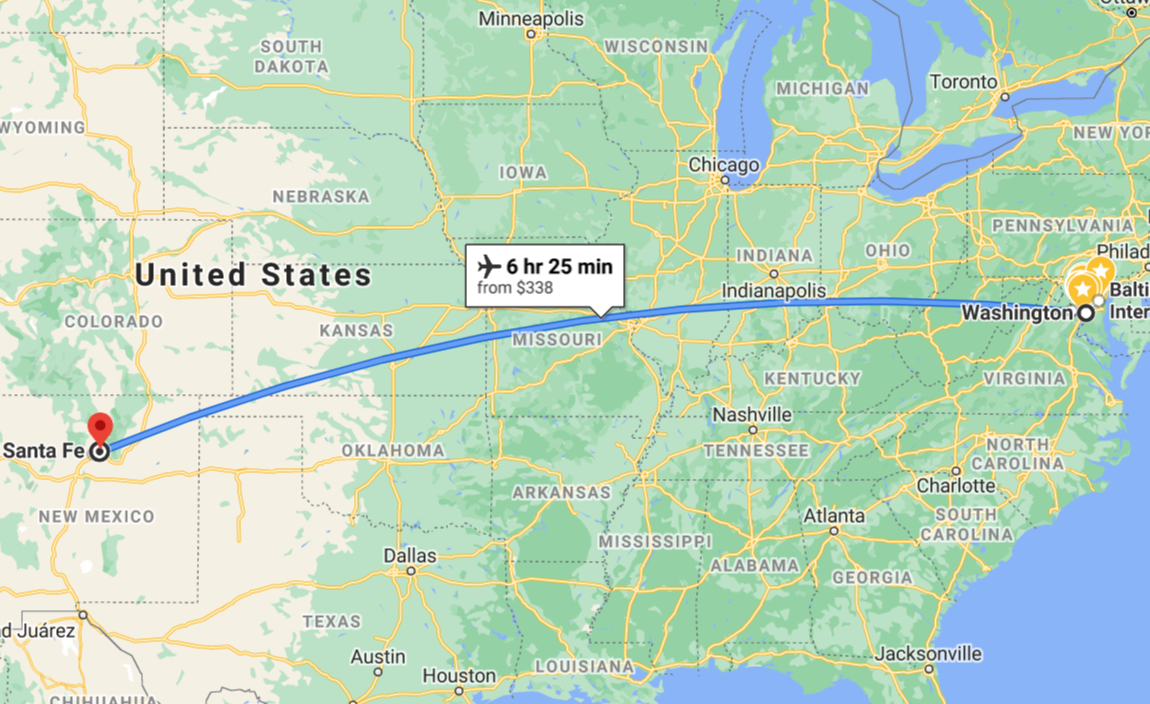 Ottawa
Minneapolis
WISCONSIN
SOUTH
DAKOTA
MICHIGAN
Toronto
WYOMING
NEW YOR
Chicago
IOWA
NEBRASKA
PENNSYLVANIA
INDIANA
OHIO
Philad
6 hr 25 min
from $338
United States
Indianapolis
Balti
Inter
Washington
COLORADO
KANSAS
MISSOURI
KENTUCKY
VIRGINIA
Nashville
Santa Fe
OKLAHOMA
TENNESSEE
NORTH
CAROLINA
Charlotte
ARKANSAS
NEW MEXICO
Atlanta
SOUTH
CAROLINA
MISSISSIPPI
Dallas
ALABAMA
GEORGIA
TEXAS
d Juárez
Austin
Houston
LOUISIANA
Jacksonville
CHIHUAHUA